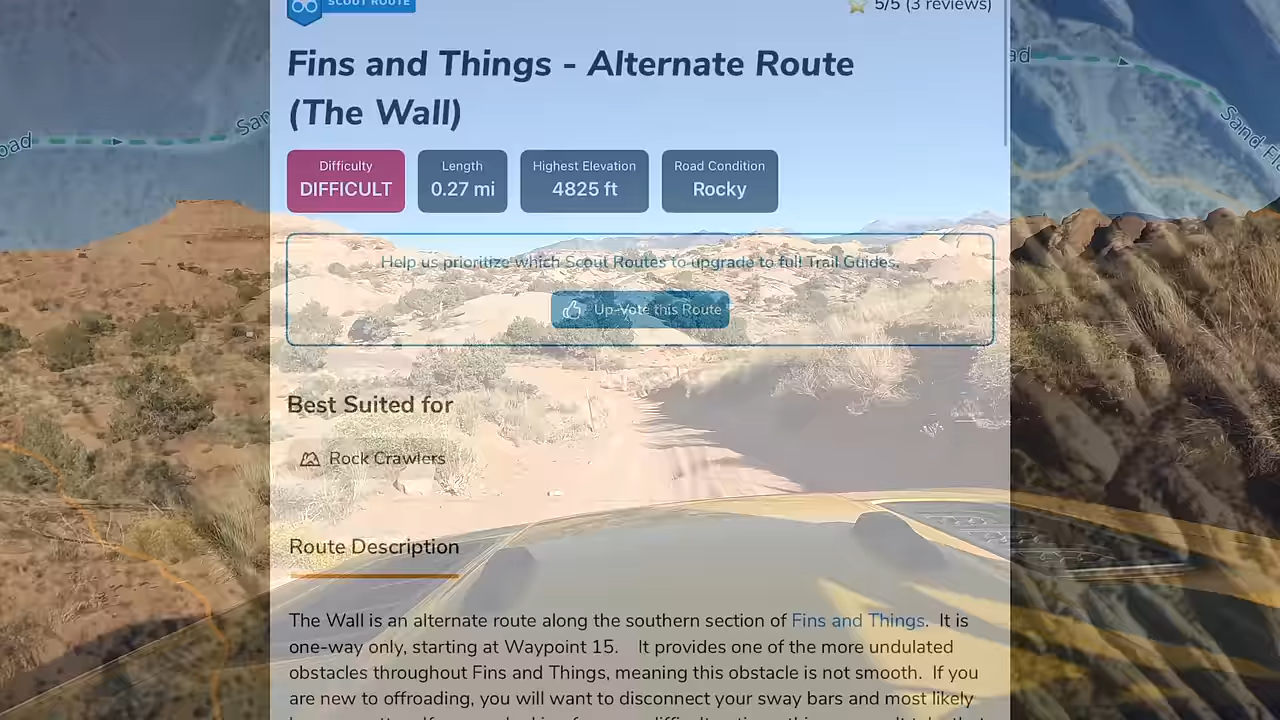 SCOUT ROUTE
5/5 (3 reviews)
Fins and Things - Alternate Route
(The Wall)
Difficulty
DIFFICULT
Length
0.27 mi
Highest Elevation
4825 ft
Road Condition
Rocky
Help us prioritize which Scout Routes to upgrade to full Trail Guides.
Up-Vote this Route
Best Suited for
Rock Crawlers
Route Description
The Wall is an alternate route along the southern section of Fins and Things. It is
one-way only, starting at Waypoint 15. It provides one of the more undulated
obstacles throughout Fins and Things, meaning this obstacle is not smooth. If you
are new to offroading, you will want to disconnect your sway bars and most likely